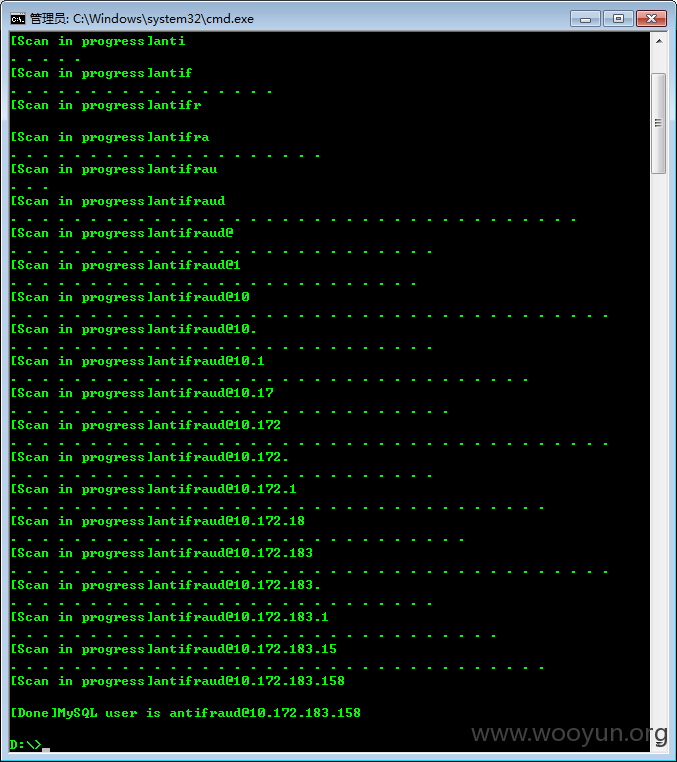 管理员: C:\Windows\system32\cmd.exe
[Scan in progress]anti
. . . . .
[Scan in progress]antif
. . . . . . . . . . . . . . . . .
[Scan in progress]antifr
[Scan in progress]antifra
. . . . . . . . . . . . . . . . . . . .
[Scan in progress]antifrau
. . .
[Scan in progress]antifraud
. . . . . . . . . . . . . . . . . . . . . . . . . . . . . . . . . . . .
[Scan in progress]antifraud@
. . . . . . . . . . . . . . . . . . . . . . . . . . .
[Scan in progress]antifraud@1
. . . . . . . . . . . . . . . . . . . . . . . . . .
[Scan in progress]antifraud@10
. . . . . . . . . . . . . . . . . . . . . . . . . . . . . . . . . . . . . .
[Scan in progress]antifraud@10.
. . . . . . . . . . . . . . . . . . . . . . . . . . .
[Scan in progress]antifraud@10.1
. . . . . . . . . . . . . . . . . . . . . . . . . . . . . . . . .
[Scan in progress]antifraud@10.17
. . . . . . . . . . . . . . . . . . . . . . . . . . . .
[Scan in progress]antifraud@10.172
. . . . . . . . . . . . . . . . . . . . . . . . . . . . . . . . . . . . . .
[Scan in progress]antifraud@10.172.
. . . . . . . . . . . . . . . . . . . . . . . . . . .
[Scan in progress]antifraud@10.172.1
. . . . . . . . . . . . . . . . . . . . . . . . . . . . . . . . . .
[Scan in progress]antifraud@10.172.18
. . . . . . . . . . . . . . . . . . . . . . . . . . . . .
[Scan in progress]antifraud@10.172.183
. . . . . . . . . . . . . . . . . . . . . . . . . . . . . . . . . . . . . .
[Scan in progress]antifraud@10.172.183.
. . . . . . . . . . . . . . . . . . . . . . . . . . .
[Scan in progress]antifraud@10.172.183.1
. . . . . . . . . . . . . . . . . . . . . . . . . . . . . . .
[Scan in progress]antifraud@10.172.183.15
. . . . . . . . . . . . . . . . . . . . . . . . . . . . . . . . . .
[Scan in progress]antifraud@10.172.183.158
[Done]MySQL user is antifraud@10.172.183.158
www.wooyun.org
D:\>